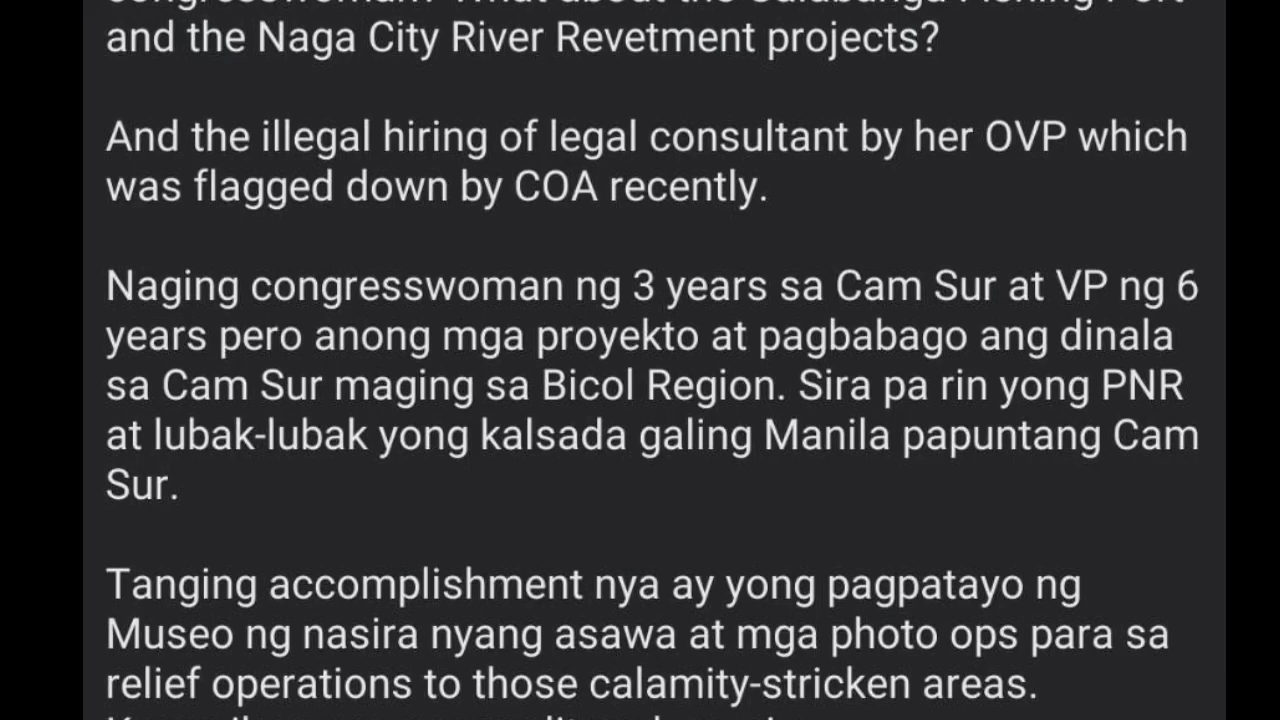 and the Naga City River Revetment projects?
And the illegal hiring of legal consultant by her OVP which
was flagged down by COA recently.
Naging congresswoman ng 3 years sa Cam Sur at VP ng 6
years pero anong mga proyekto at pagbabago ang dinala
sa Cam Sur maging sa Bicol Region. Sira pa rin yong PNR
at lubak-lubak yong kalsada galing Manila papuntang Cam
Sur.
Tanging accomplishment nya ay yong pagpatayo ng
Museo ng nasira nyang asawa at mga photo ops para sa
relief operations to those calamity-stricken areas.